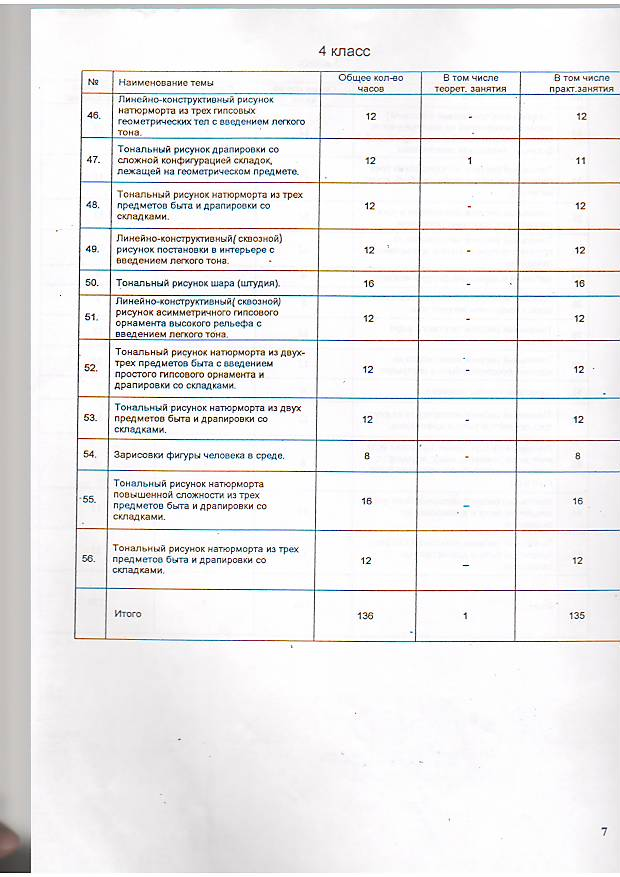 4 класс
№ Наименование темы Общее кол-во часов В том числе теорет. занятия В том числе практ.занятия
46. Линейно-конструктивный рисунок
натюрморта из трех гипсовых
геометрических тел с введением легкого
тона. 12 - 12
47. Тональный рисунок драпировки со
сложной конфигурацией складок,
лежащей на геометрическом предмете. 12 1 11
48. Тональный рисунок натюрморта из трех
предметов быта и драпировки со
складками. 12 - 12
49. Линейно-конструктивный( сквозной)
рисунок постановки в интерьере с
введением легкого тона. 12 - 12
50. Тональный рисунок шара (штудия). 16 - 16
51. Линейно-конструктивный( сквозной)
рисунок асимметричного гипсового
орнамента высокого рельефа с
введением легкого тона. 12 - 12
52. Тональный рисунок натюрморта из двух-
трех предметов быта с введением
простого гипсового орнамента и
драпировки со складками. 12 - 12
53. Тональный рисунок натюрморта из двух
предметов быта и драпировки со
складками. 12 - 12
54. Зарисовки фигуры человека в среде. 8 - 8
55. Тональный рисунок натюрморта
повышенной сложности из трех
предметов быта и драпировки со
складками. 16 – 16
56. Тональный рисунок натюрморта из трех
предметов быта и драпировки со
складками. 12 – 12
Итого 136 1 135
7